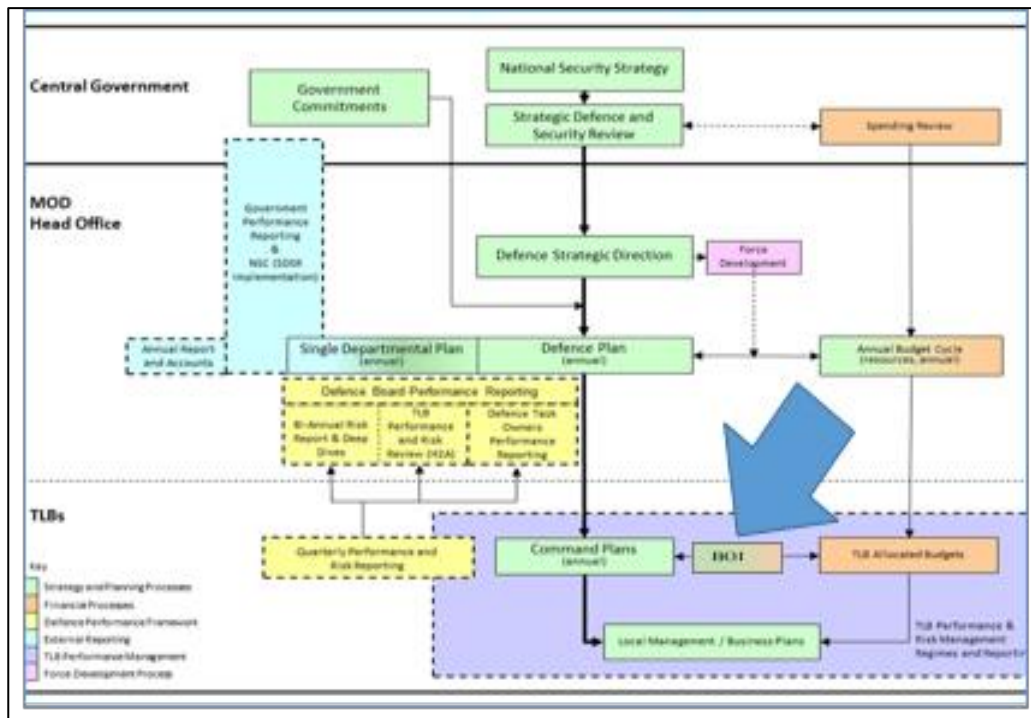 Central Government
Government
Commitments
National Security Strategy
Strategic Defence and
Security Review
Spending Review
MOD
Head Office
Government
Performance
Reporting
&
NSC (SDSR
Implementation)
Defence Strategic Direction
Force
Development
Annual Report
and Accounts
Single Departmental Plan
(annual)
Defence Plan
(annual)
Annual Budget Cycle
(resources, annual)
Defence Board Performance Reporting
Bi-Annual Risk
Report & Deep
Dives
TLB
Performance
and Risk
Review
Defence Task
Owners
Performance
Reporting
TLBs
Quarterly Performance and
Risk Reporting
Command Plans
(annual)
TLB Allocated Budgets
Local Management / Business Plans
TLB Performance &
Risk Management
Regimes and Reportin
Key
Strategy and Planning Processes
Financial Processes
Defence Performance Framework
External Reporting
TLB Performance Management
Force Development Process